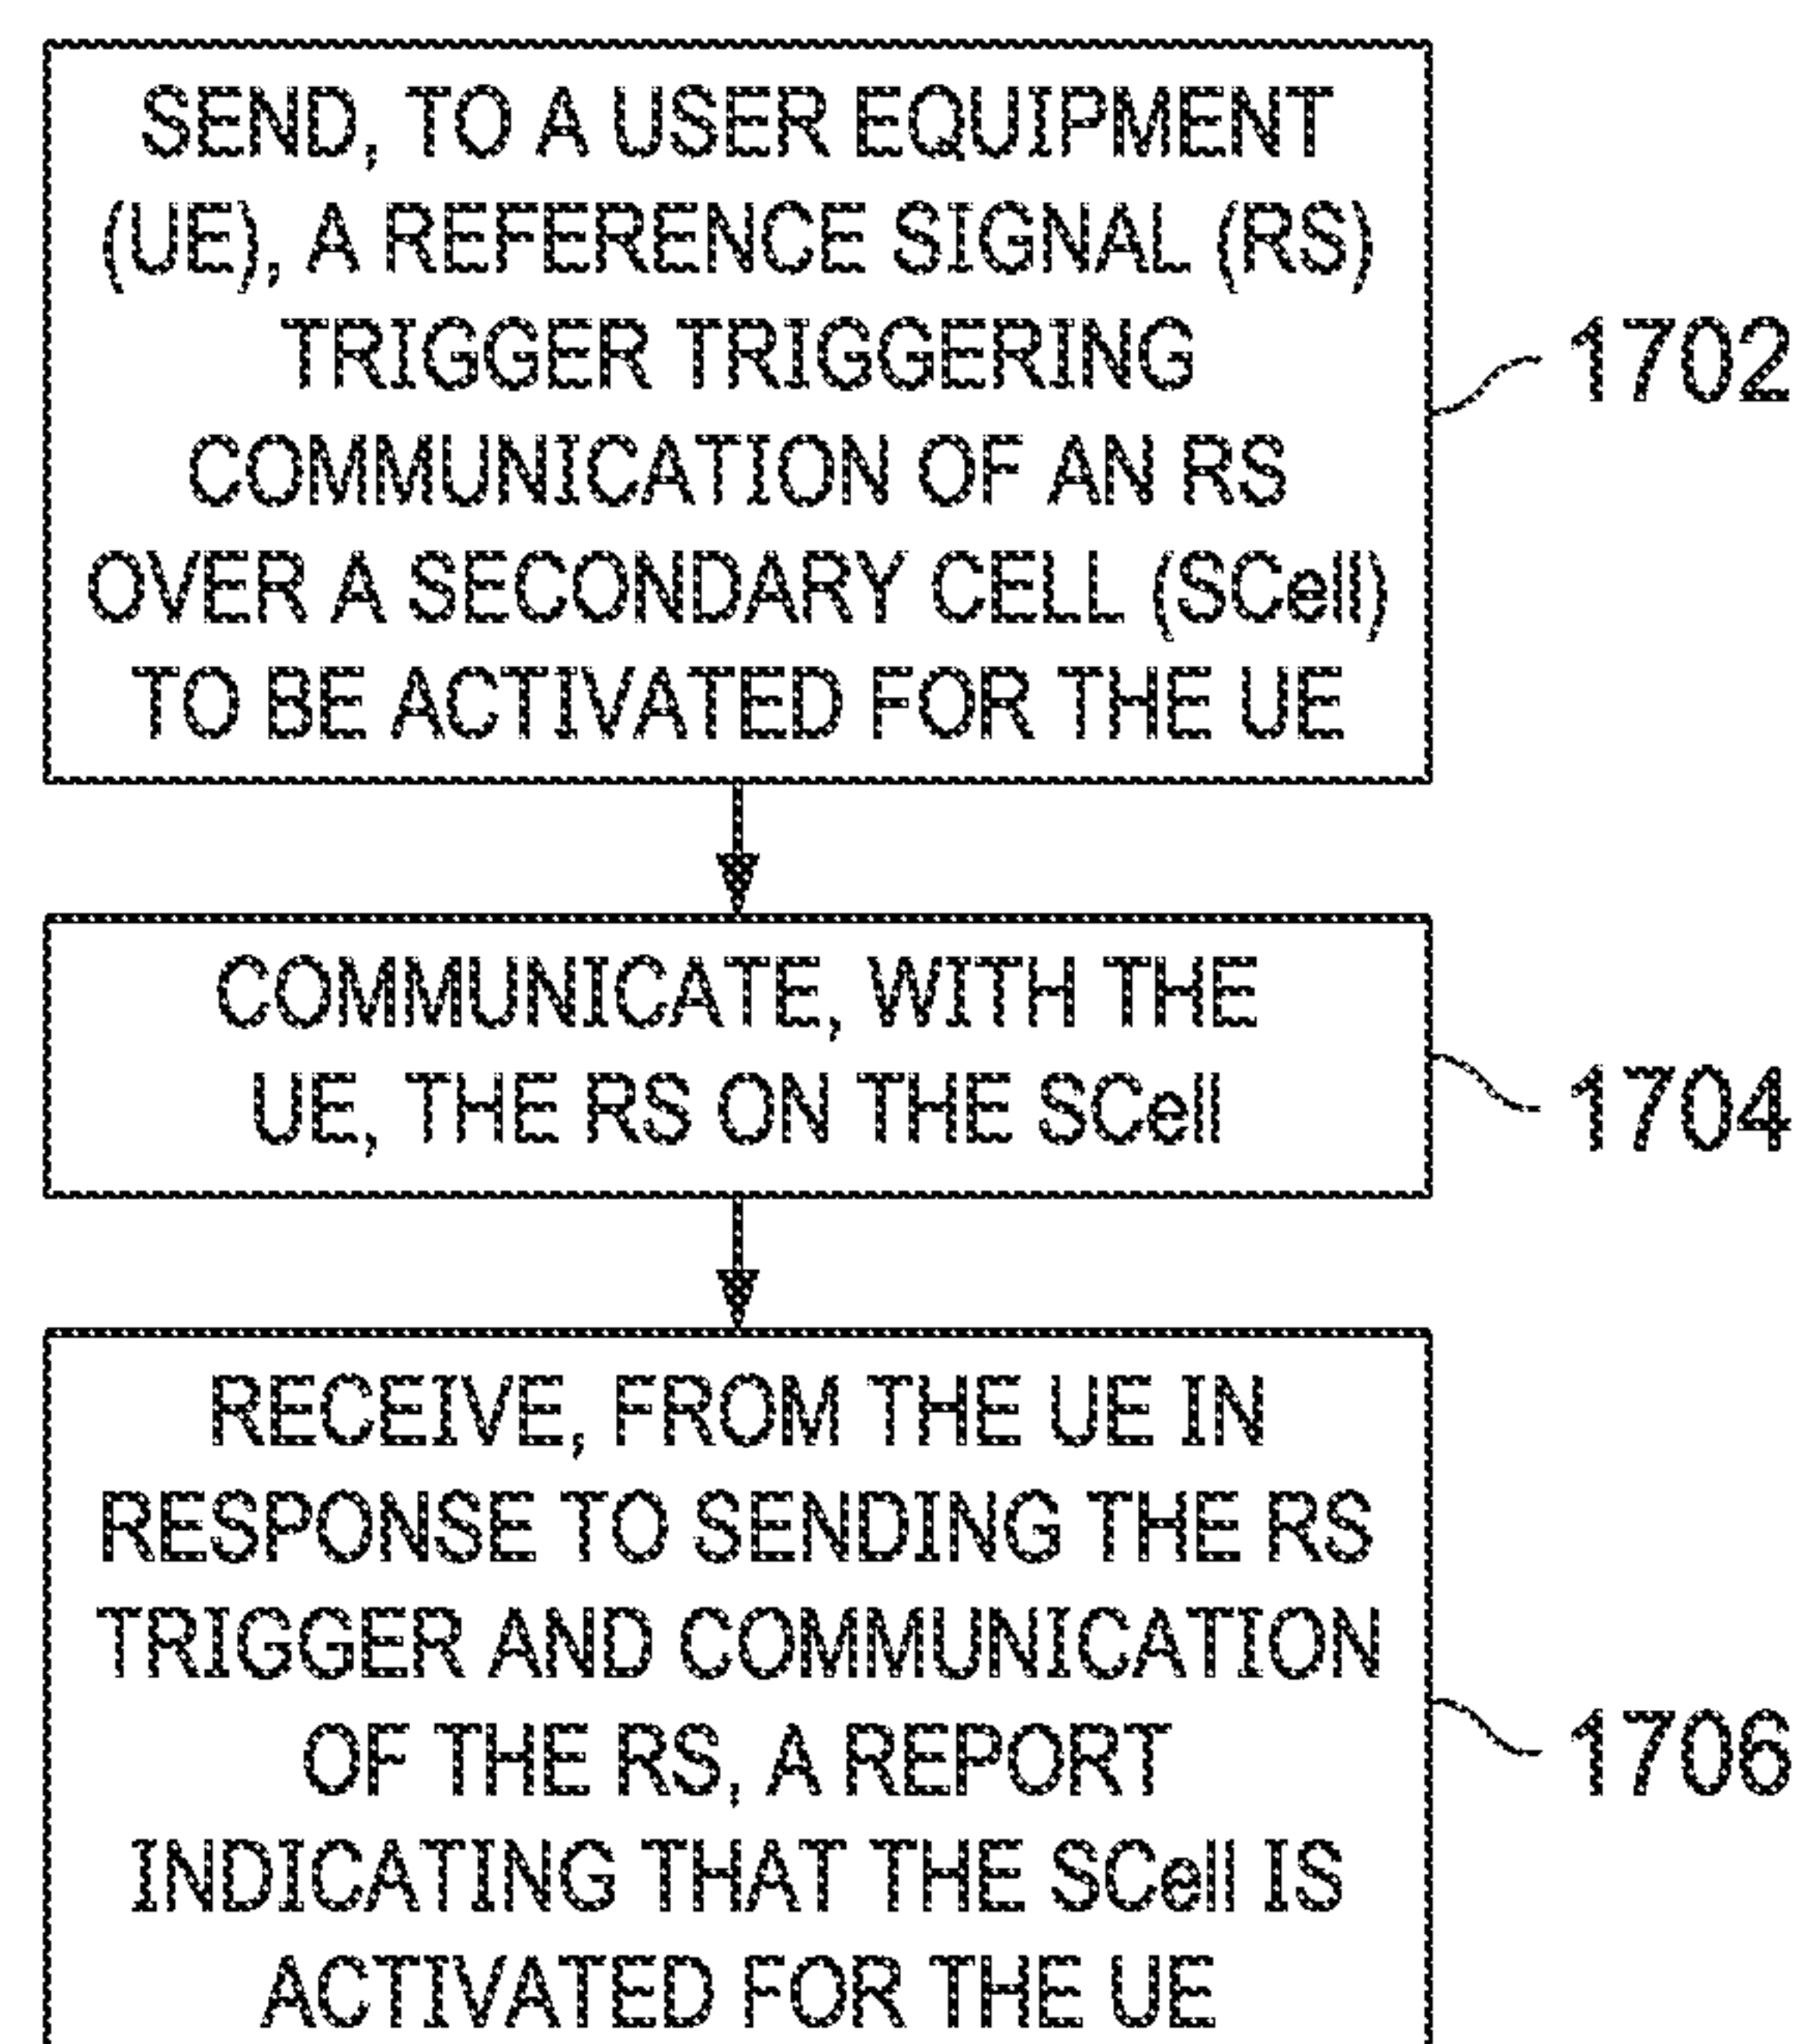 SEND, TO A USER EQUIPMENT
(UE), A REFERENCE SIGNAL (RS)
TRIGGER TRIGGERING
COMMUNICATION OF AN RS
OVER A SECONDARY CELL (SCell)
TO BE ACTIVATED FOR THE UE
1702
COMMUNICATE, WITH THE
UE, THE RS ON THE SCell
1704
RECEIVE, FROM THE UE IN
RESPONSE TO SENDING THE RS
TRIGGER AND COMMUNICATION
OF THE RS, A REPORT
INDICATING THAT THE SCell IS
ACTIVATED FOR THE UE
1706